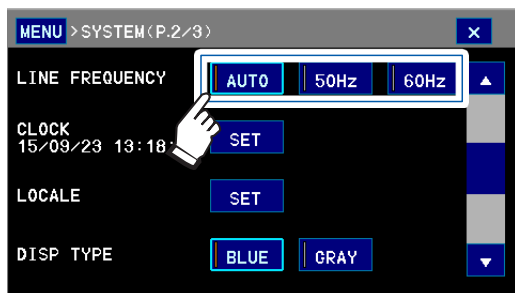 MENU >SYSTEM(P.2/3)
LINE FREQUENCY AUTO 50Hz 60Hz
CLOCK
15/09/23 13:18: SET
LOCALE SET
DISP TYPE BLUE GRAY